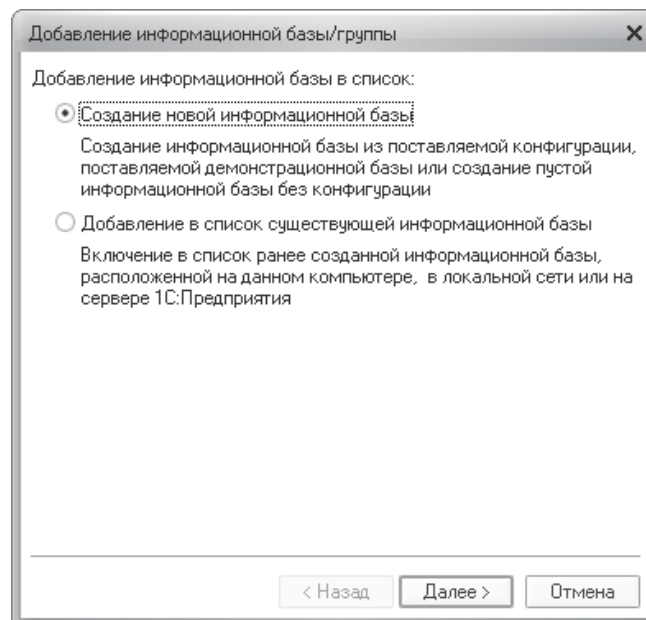 Добавление информационной базы/группы
Добавление информационной базы в список:
Создание новой информационной базы
Создание информационной базы из поставляемой конфигурации,
поставляемой демонстрационной базы или создание пустой
информационной базы без конфигурации
Добавление в список существующей информационной базы
Включение в список ранее созданной информационной базы,
расположенной на данном компьютере, в локальной сети или на
сервере 1С:Предприятия
< Назад Далее > Отмена